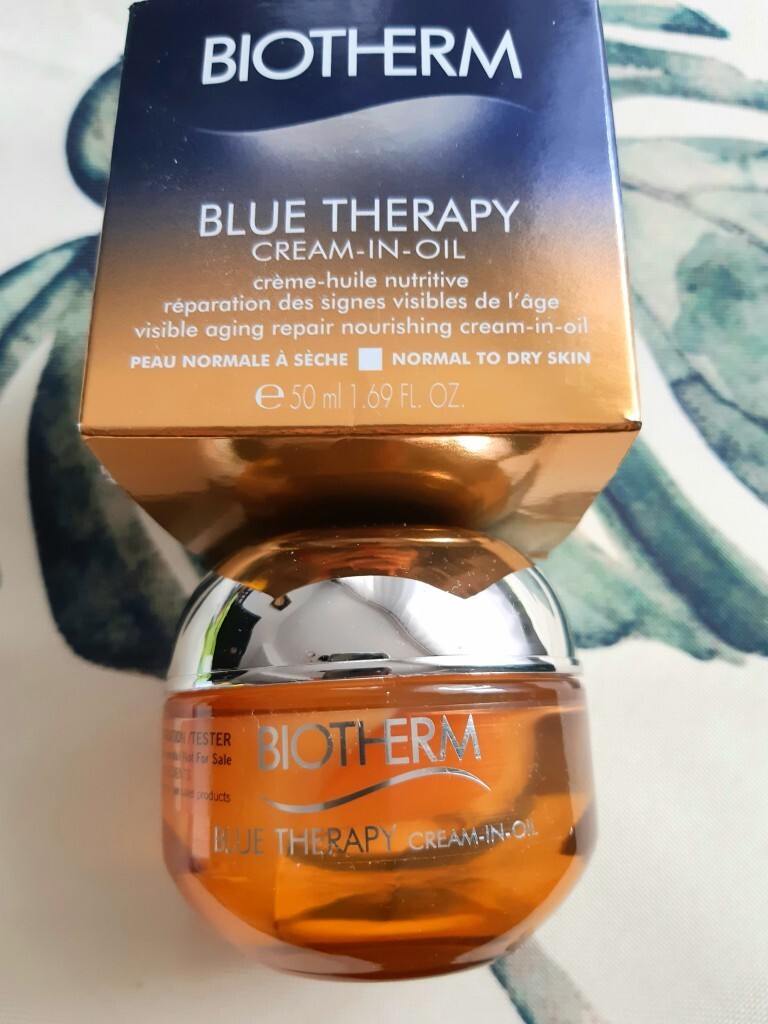 BIOTHERM
BLUE THERAPY
CREAM-IN-OIL
crème-huile nutritive
réparation des signes visibles de l'âge
visible aging repair nourishing cream-in-oil
PEAU NORMALE À SÈCHE NORMAL TO DRY SKIN
℮ 50 ml 1.69 FL. OZ.
/TESTER
Not For Sale
products
BIOTHERM
BLUE THERAPY CREAM-IN-OIL